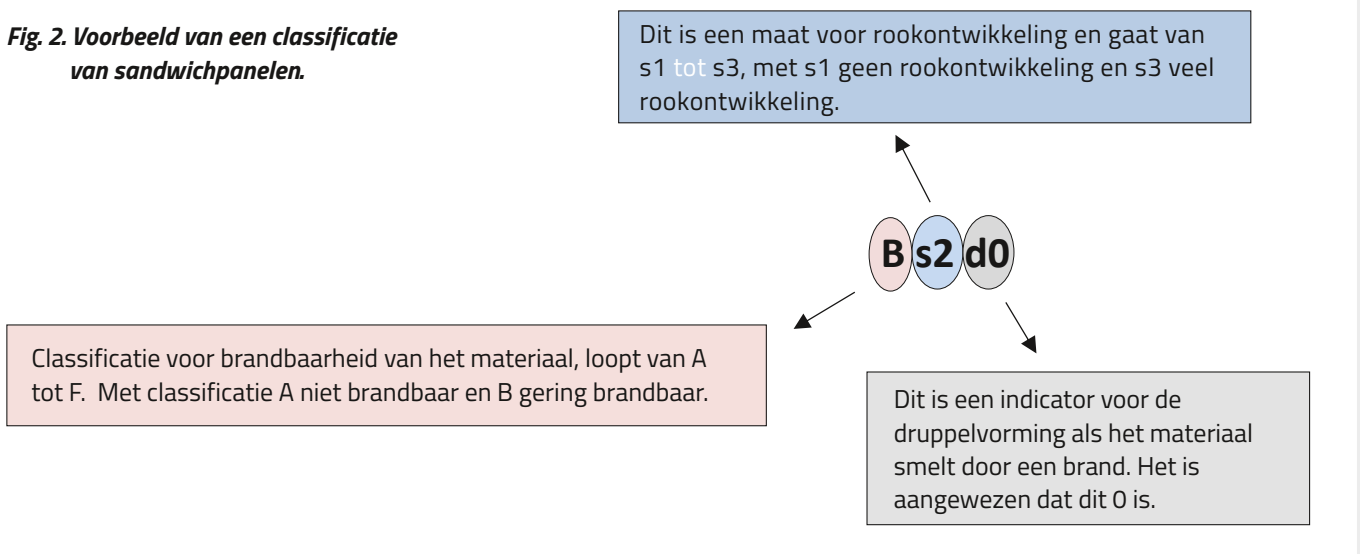 Fig. 2. Voorbeeld van een classificatie
van sandwichpanelen.
Dit is een maat voor rookontwikkeling en gaat van
s1 tot s3, met s1 geen rookontwikkeling en s3 veel
rookontwikkeling.
B s2 d0
Classificatie voor brandbaarheid van het materiaal, loopt van A
tot F. Met classificatie A niet brandbaar en B gering brandbaar.
Dit is een indicator voor de
druppelvorming als het materiaal
smelt door een brand. Het is
aangewezen dat dit 0 is.